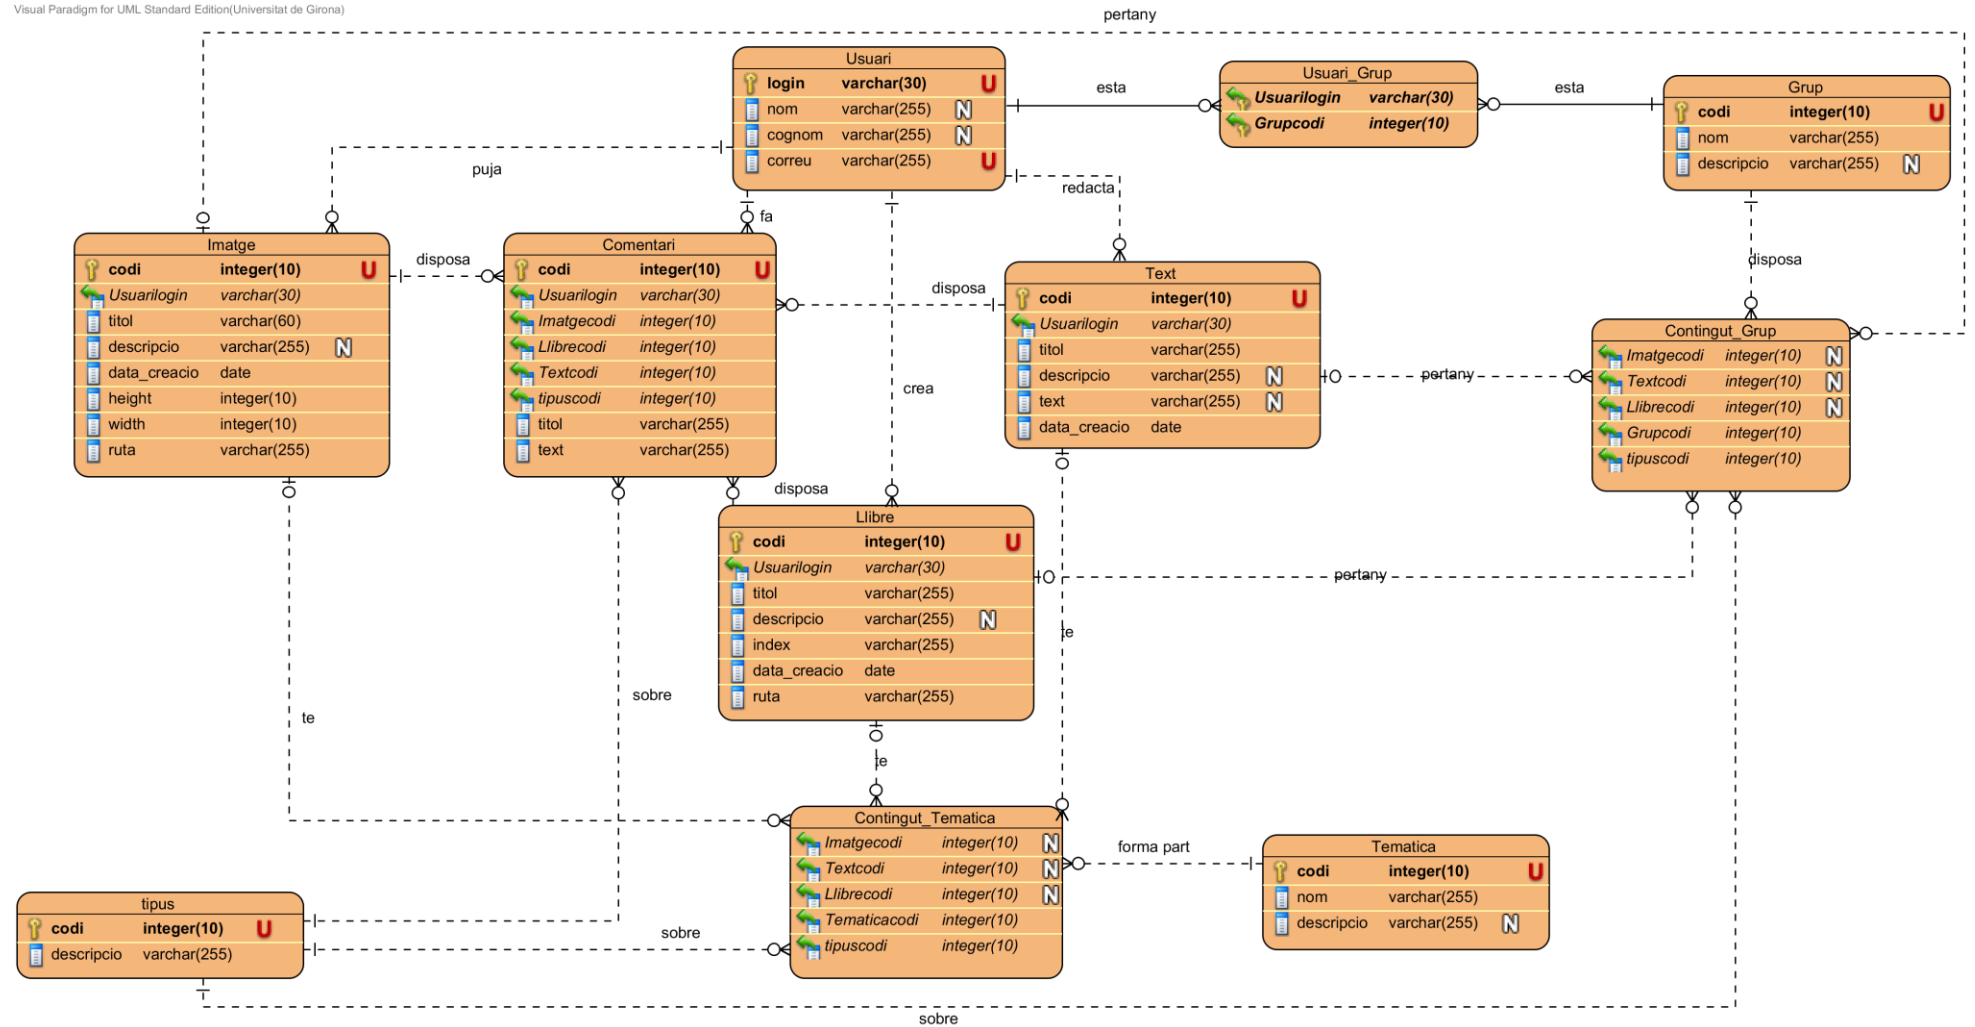 Visual Paradigm for UML Standard Edition(Universitat de Girona)
pertany
Usuari
login varchar(30) U
nom varchar(255) N
cognom varchar(255) N
correu varchar(255) U
esta
Usuari_Grup
Usuarilogin varchar(30)
Grupcodi integer(10)
esta
Grup
codi integer(10) U
nom varchar(255)
descripcio varchar(255) N
puja
fa
redacta
disposa
Imatge
codi integer(10) U
Usuarilogin varchar(30)
titol varchar(60)
descripcio varchar(255) N
data_creacio date
height integer(10)
width integer(10)
ruta varchar(255)
disposa
Comentari
codi integer(10) U
Usuarilogin varchar(30)
Imatgecodi integer(10)
Llibrecodi integer(10)
Textcodi integer(10)
tipuscodi integer(10)
titol varchar(255)
text varchar(255)
disposa
crea
Text
codi integer(10) U
Usuarilogin varchar(30)
titol varchar(255)
descripcio varchar(255) N
text varchar(255) N
data_creacio date
pertany
Contingut_Grup
Imatgecodi integer(10) N
Textcodi integer(10) N
Llibrecodi integer(10) N
Grupcodi integer(10)
tipuscodi integer(10)
disposa
Llibre
codi integer(10) U
Usuarilogin varchar(30)
titol varchar(255)
descripcio varchar(255) N
index varchar(255)
data_creacio date
ruta varchar(255)
pertany
te
sobre
te
te
Contingut_Tematica
Imatgecodi integer(10) N
Textcodi integer(10) N
Llibrecodi integer(10) N
Tematicacodi integer(10)
tipuscodi integer(10)
forma part
Tematica
codi integer(10) U
nom varchar(255)
descripcio varchar(255) N
tipus
codi integer(10) U
descripcio varchar(255)
sobre
sobre